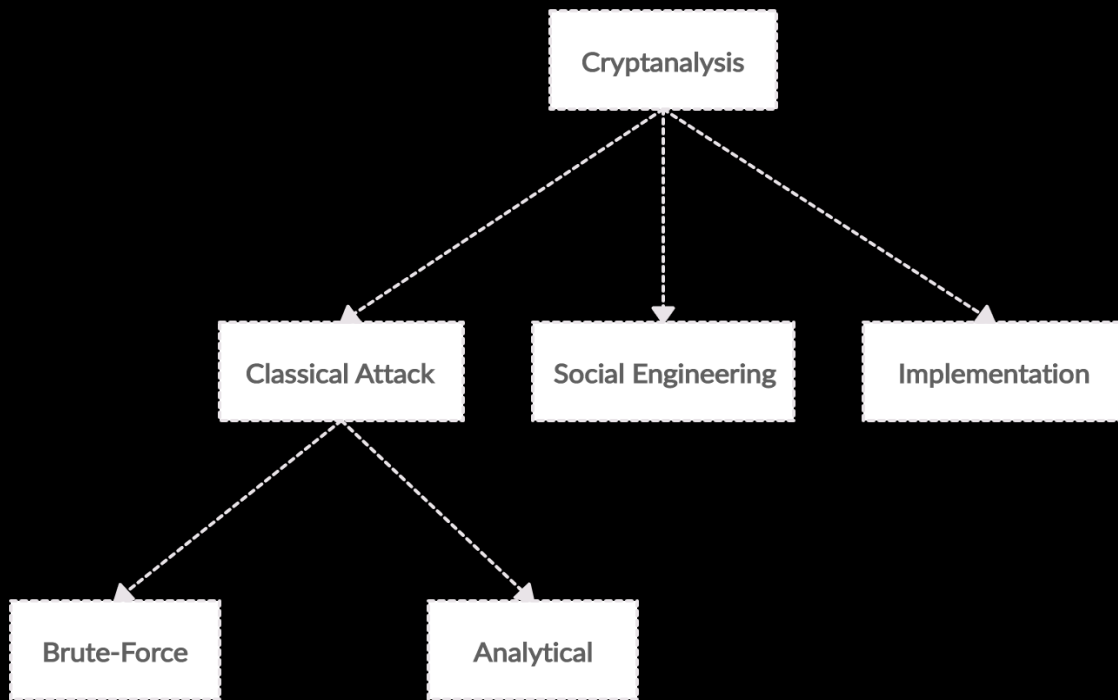 Cryptanalysis
Classical Attack
Social Engineering
Implementation
Brute-Force
Analytical